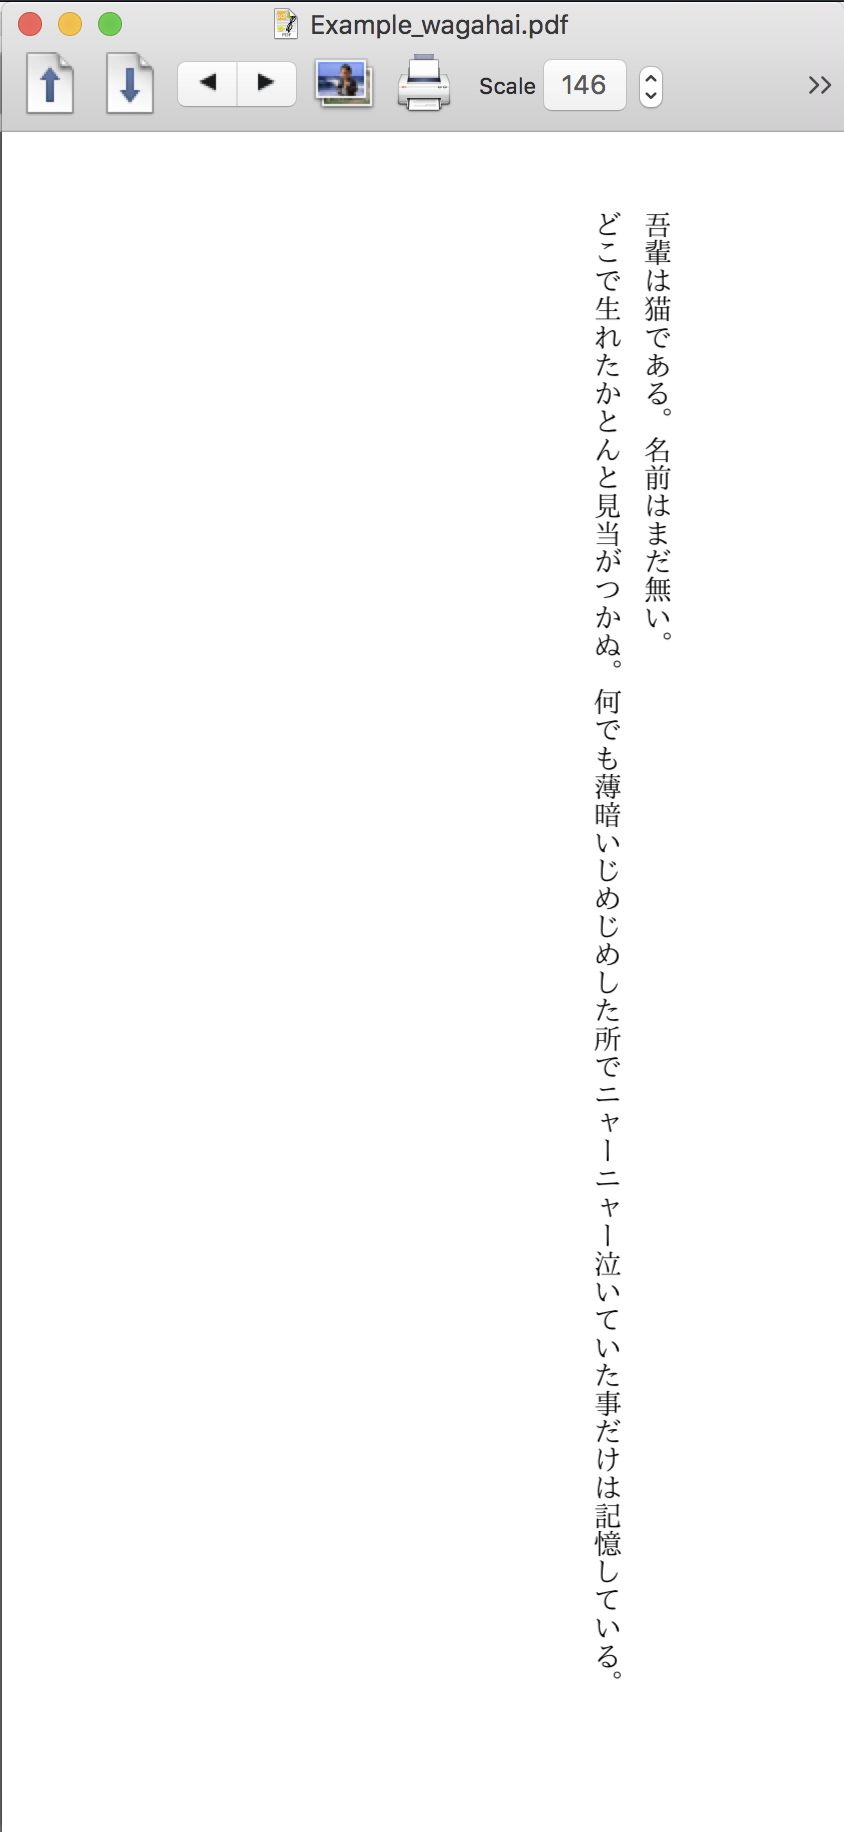 Example_wagahai.pdf
Scale 146
吾輩は猫である。名前はまだ無い。
どこで生れたかとんと見当がつかぬ。何でも薄暗いじめじめした所でニャーニャー泣いていた事だけは記憶している。